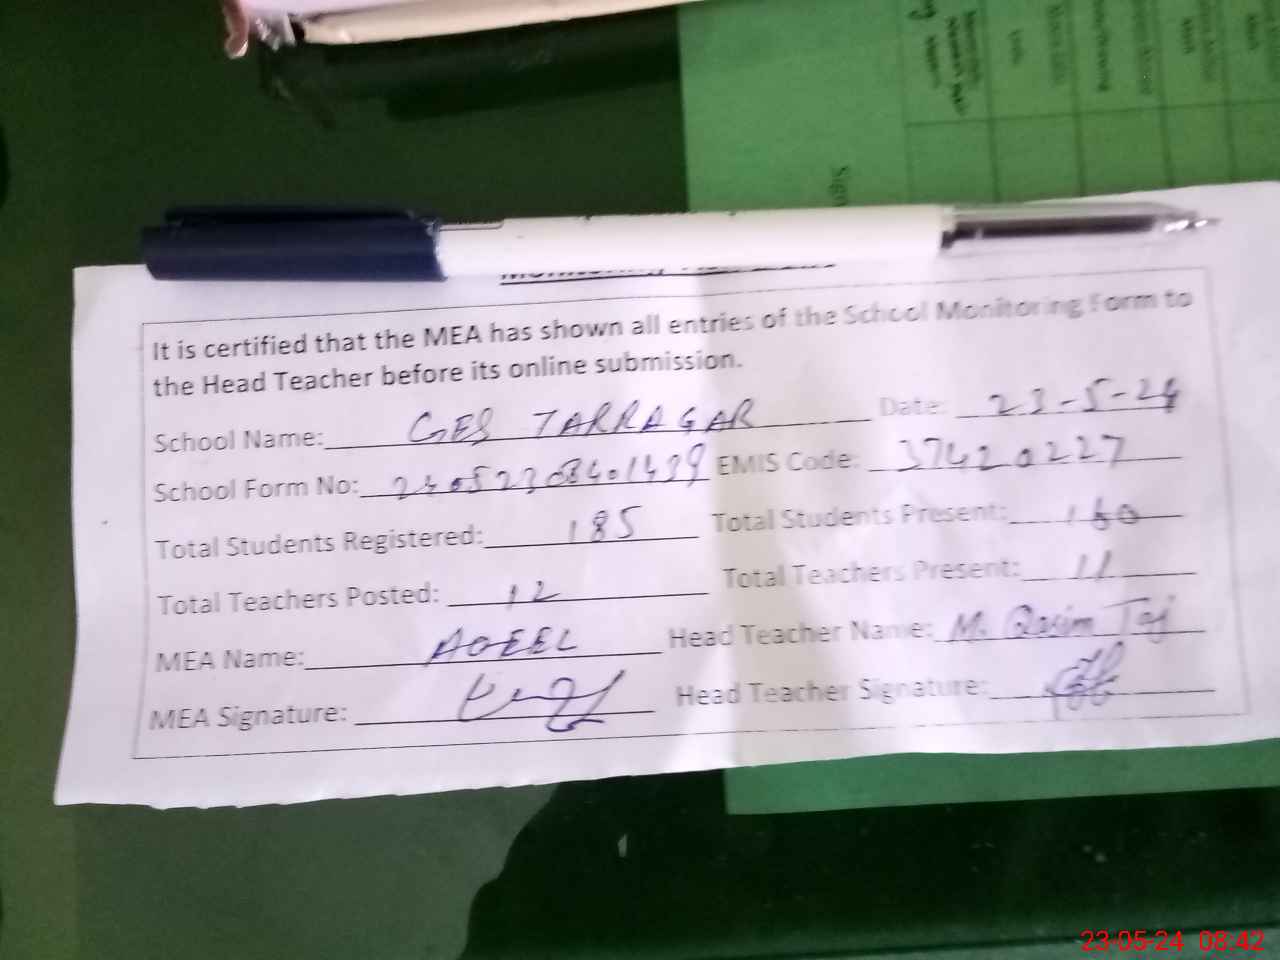 It is certified that the MEA has shown all entries of the School Monitoring Form to
the Head Teacher before its online submission.
School Name: GES TARRAGAR Date: 23-5-24
School Form No: EMIS Code: 37420227
Total Students Registered: 185 Total Students Present: 160
Total Teachers Posted: 12 Total Teachers Present: 11
MEA Name: AQEEL Head Teacher Name: M. Qasim Taj
MEA Signature: Head Teacher Signature:
23-05-24 08:42